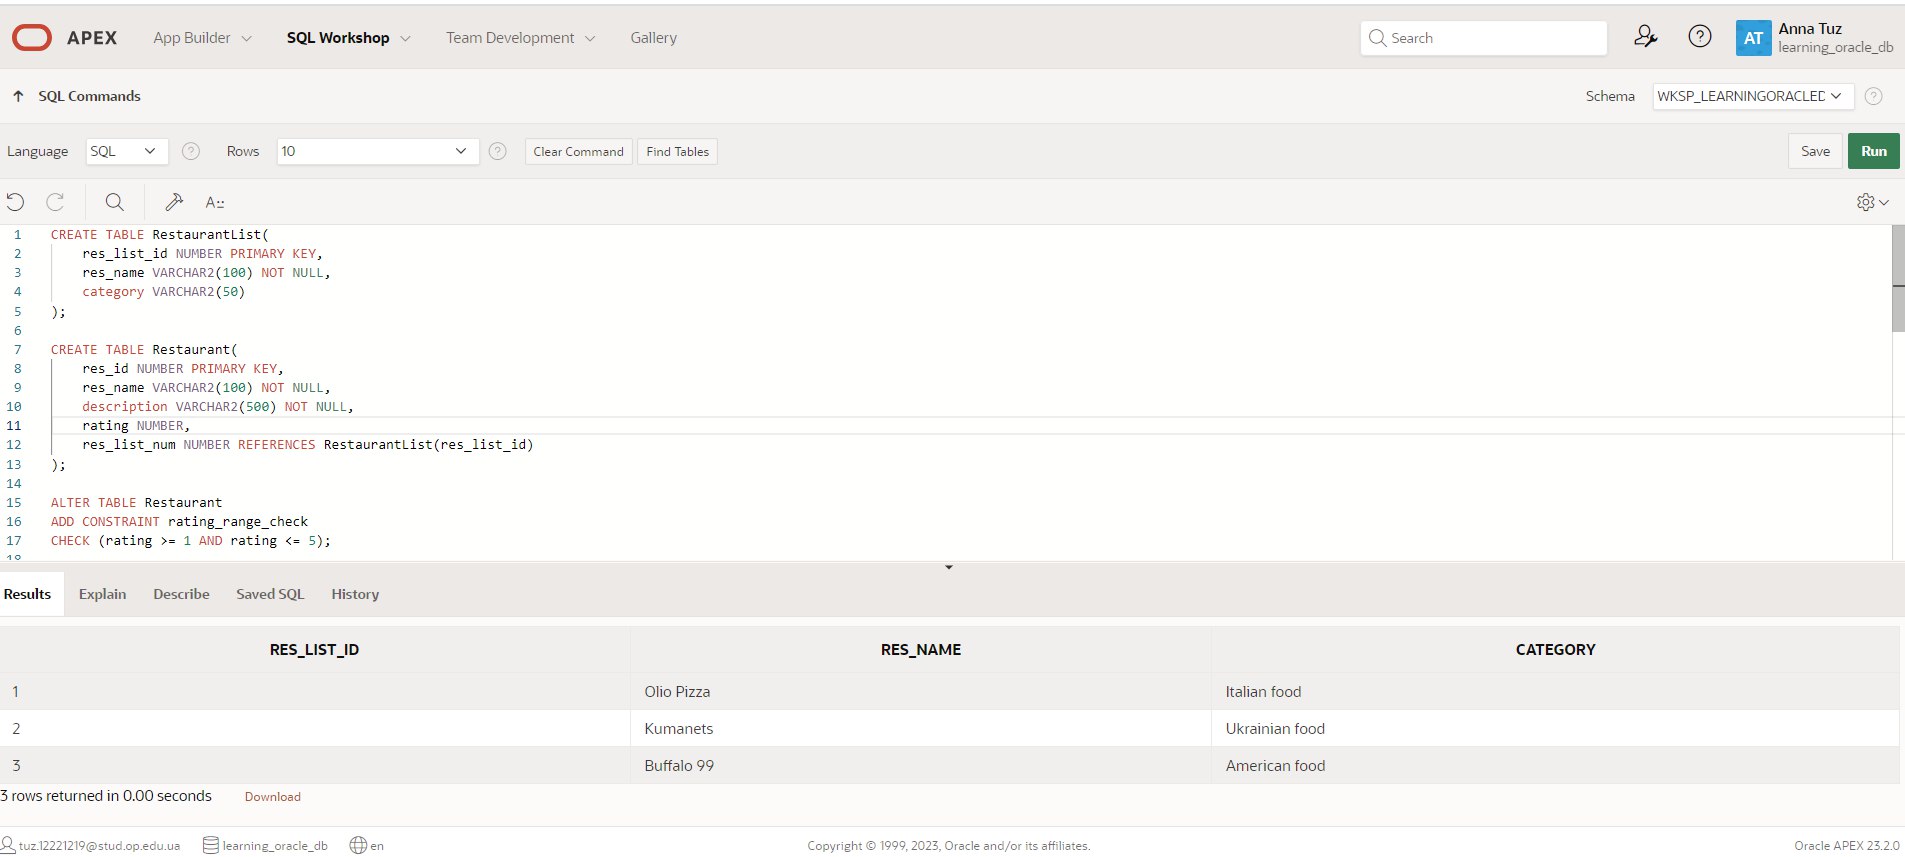 APEX App Builder SQL Workshop Team Development Gallery Search AT Anna Tuz
learning_oracle_db
SQL Commands Schema WKSP_LEARNINGORACLED
Language SQL Rows 10 Clear Command Find Tables Save Run
1 CREATE TABLE RestaurantList(
2 res_list_id NUMBER PRIMARY KEY,
3 res_name VARCHAR2(100) NOT NULL,
4 category VARCHAR2(50)
5 );
6
7 CREATE TABLE Restaurant(
8 res_id NUMBER PRIMARY KEY,
9 res_name VARCHAR2(100) NOT NULL,
10 description VARCHAR2(500) NOT NULL,
11 rating NUMBER,
12 res_list_num NUMBER REFERENCES RestaurantList(res_list_id)
13 );
14
15 ALTER TABLE Restaurant
16 ADD CONSTRAINT rating_range_check
17 CHECK (rating >= 1 AND rating <= 5);
18
Results Explain Describe Saved SQL History
RES_LIST_ID RES_NAME CATEGORY
1 Olio Pizza Italian food
2 Kumanets Ukrainian food
3 Buffalo 99 American food
3 rows returned in 0.00 seconds Download
tuz.12221219@stud.op.edu.ua learning_oracle_db en Copyright © 1999, 2023, Oracle and/or its affiliates. Oracle APEX 23.2.0